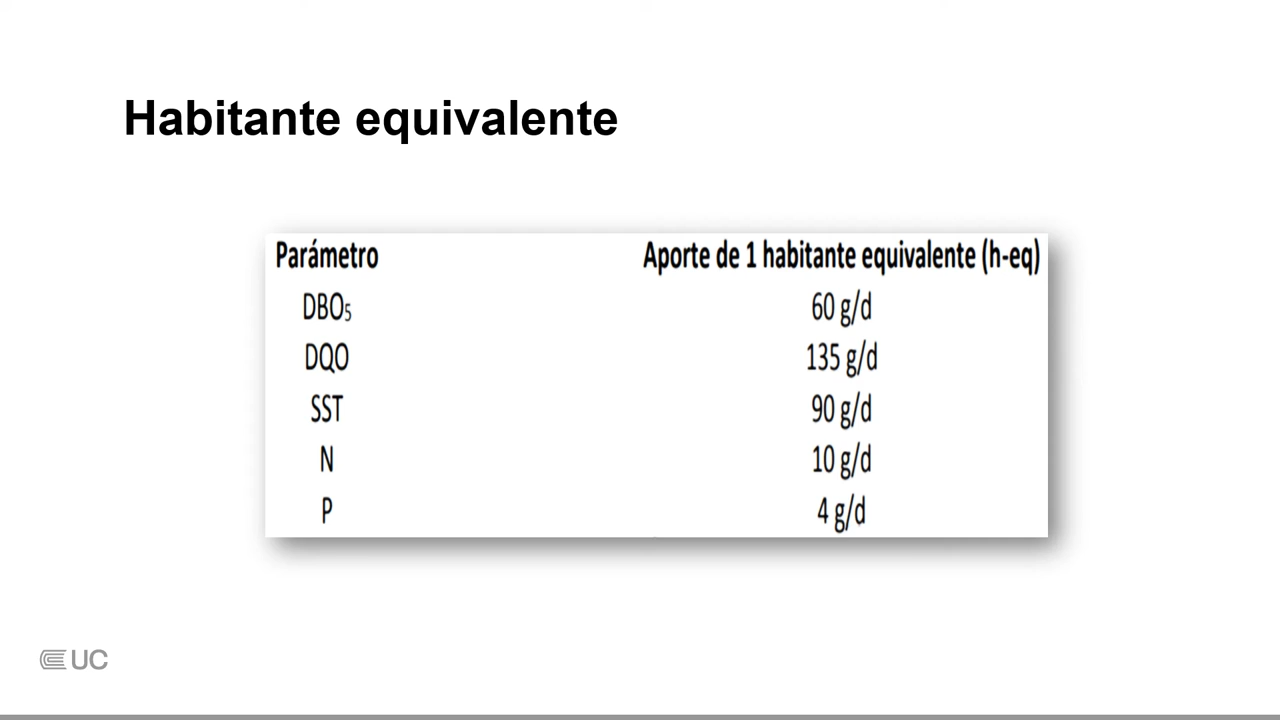 Habitante equivalente
Parámetro Aporte de 1 habitante equivalente (h-eq)
DBO₅ 60 g/d
DQO 135 g/d
SST 90 g/d
N 10 g/d
P 4 g/d
UC